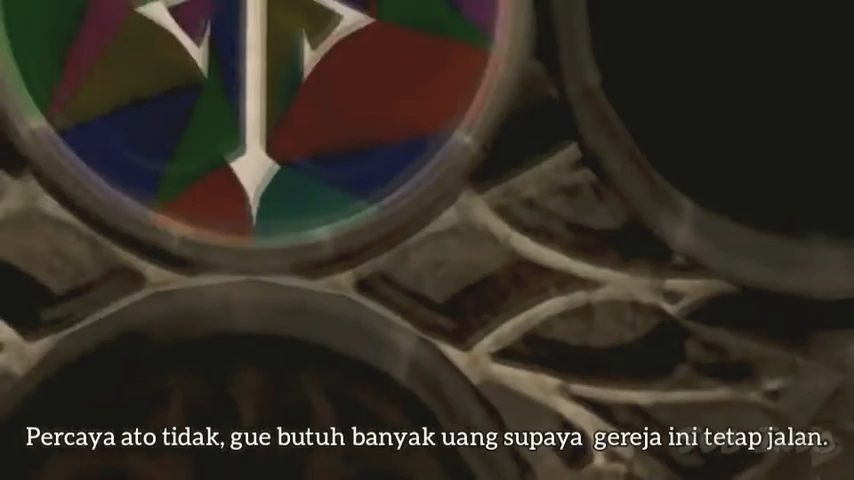 Percaya ato tidak, gue butuh banyak uang supaya gereja ini tetap jalan.